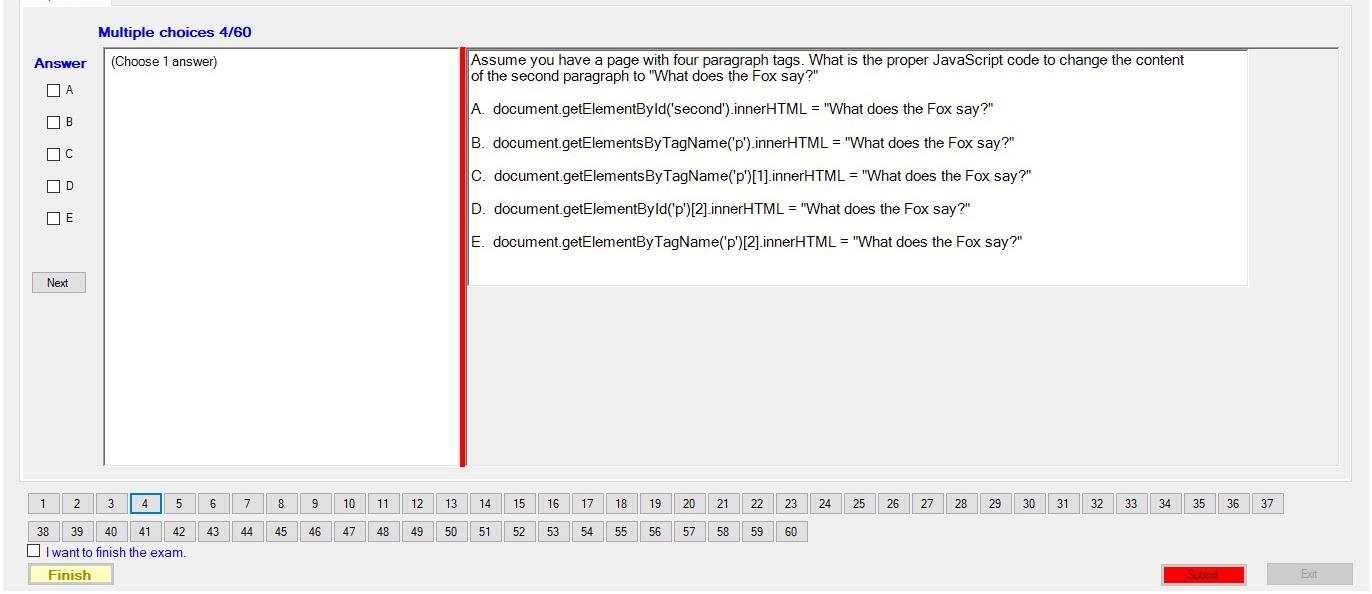 Multiple choices 4/60
Answer
(Choose 1 answer)
A
B
C
D
E
Next
Assume you have a page with four paragraph tags. What is the proper JavaScript code to change the content
of the second paragraph to "What does the Fox say?"
A. document.getElementById('second').innerHTML = "What does the Fox say?"
B. document.getElementsByTagName('p').innerHTML = "What does the Fox say?"
C. document.getElementsByTagName('p')[1].innerHTML = "What does the Fox say?"
D. document.getElementById('p')[2].innerHTML = "What does the Fox say?"
E. document.getElementByTagName('p')[2].innerHTML = "What does the Fox say?"
1 2 3 4 5 6 7 8 9 10 11 12 13 14 15 16 17 18 19 20 21 22 23 24 25 26 27 28 29 30 31 32 33 34 35 36 37
38 39 40 41 42 43 44 45 46 47 48 49 50 51 52 53 54 55 56 57 58 59 60
I want to finish the exam.
Finish
Submit
Exit